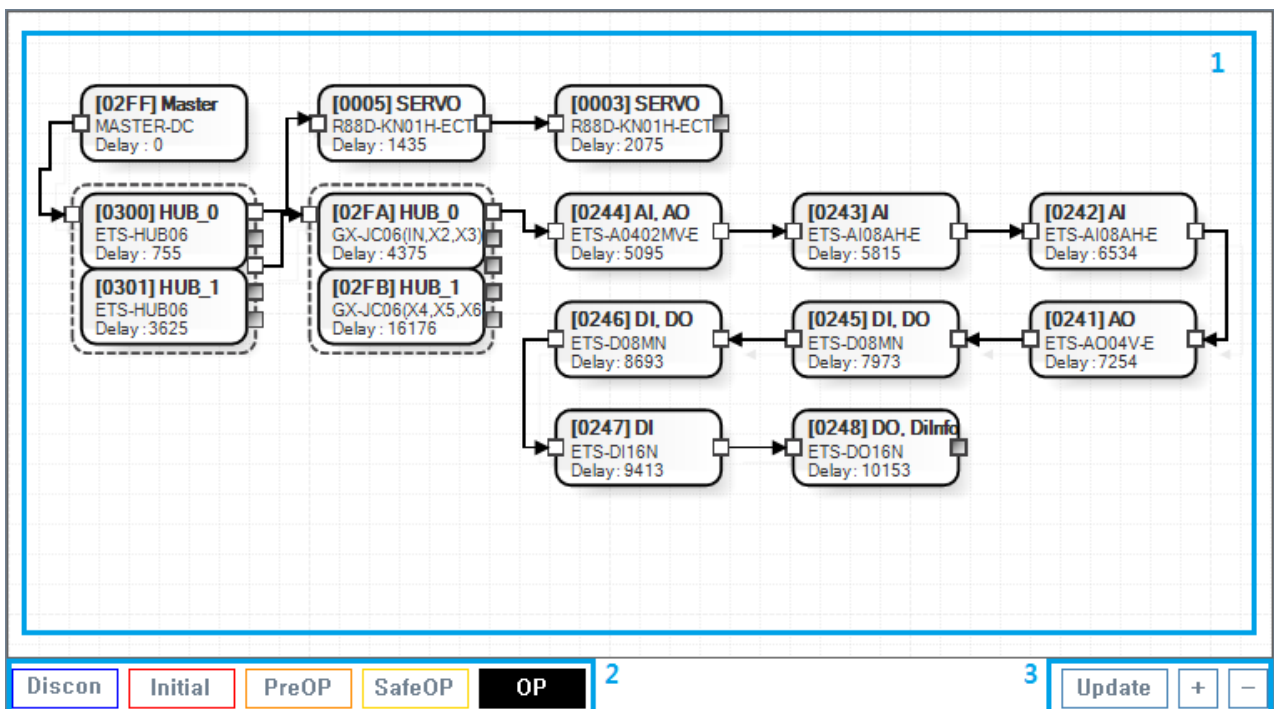 1
[02FF] Master
MASTER-DC
Delay : 0
[0005] SERVO
R88D-KN01H-ECT
Delay : 1435
[0003] SERVO
R88D-KN01H-ECT
Delay : 2075
[0300] HUB_0
ETS-HUB06
Delay : 755
[0301] HUB_1
ETS-HUB06
Delay : 3625
[02FA] HUB_0
GX-JC06(IN,X2,X3)
Delay : 4375
[02FB] HUB_1
GX-JC06(X4,X5,X6
Delay : 16176
[0244] AI, AO
ETS-A0402MV-E
Delay : 5095
[0243] AI
ETS-AI08AH-E
Delay : 5815
[0242] AI
ETS-AI08AH-E
Delay : 6534
[0246] DI, DO
ETS-D08MN
Delay : 8693
[0245] DI, DO
ETS-D08MN
Delay : 7973
[0241] AO
ETS-AO04V-E
Delay : 7254
[0247] DI
ETS-DI16N
Delay : 9413
[0248] DO, DiInfo
ETS-DO16N
Delay : 10153
Discon
Initial
PreOP
SafeOP
OP
2
3
Update
+
−